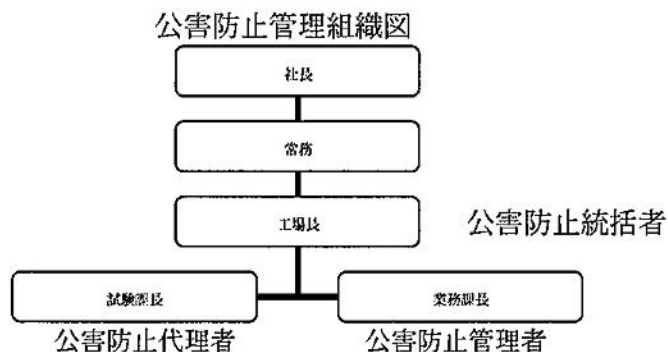 公害防止管理組織図
社長
常務
工場長
公害防止統括者
試験課長
業務課長
公害防止代理者
公害防止管理者